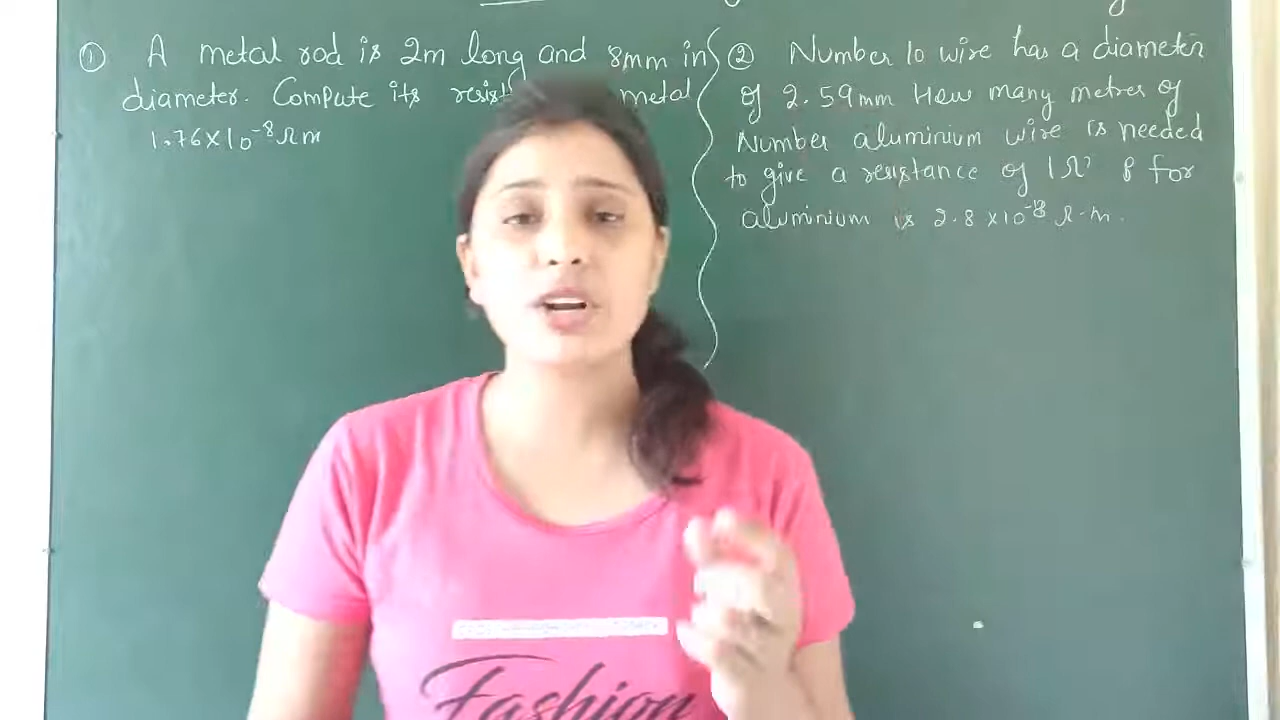 ① A metal rod is 2m long and 8mm in
diameter. Compute its metal
1.76×10⁻⁸Ωm
② Number 10 wire has a diameter
of 2.59mm How many metres of
Number aluminium wire is needed
to give a resistance of 1Ω? ρ for
aluminium is 2.8 ×10⁻⁸ Ω-m.
Fashion